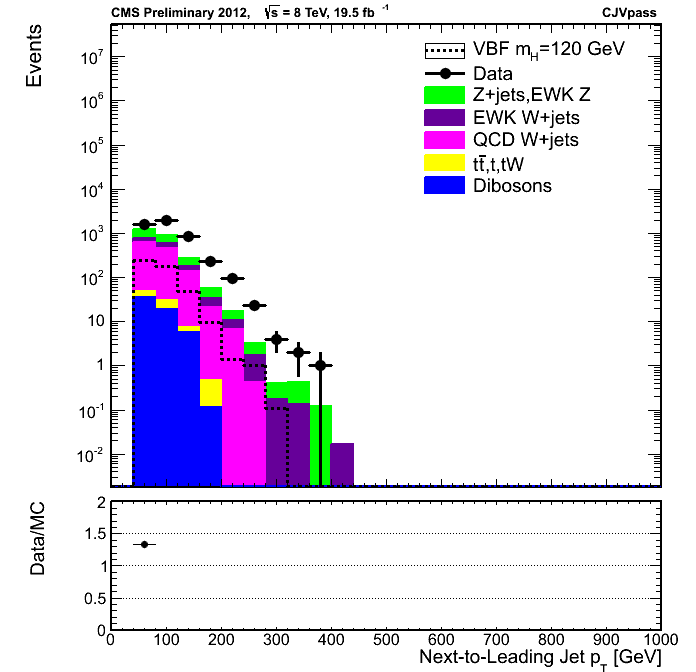 CMS Preliminary 2012, √s = 8 TeV, 19.5 fb⁻¹ CJVpass
Events
VBF m_H=120 GeV
Data
Z+jets,EWK Z
EWK W+jets
QCD W+jets
tt̄,t,tW
Dibosons
10⁷
10⁶
10⁵
10⁴
10³
10²
10
1
10⁻¹
10⁻²
Data/MC
2
1.5
1
0.5
0
0 100 200 300 400 500 600 700 800 900 1000
Next-to-Leading Jet p_T [GeV]